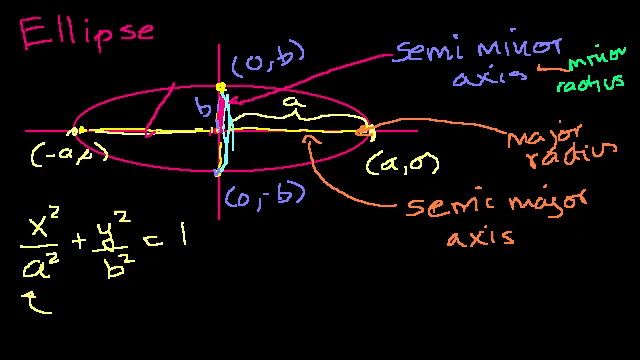 Ellipse
(0,b)
semi minor
axis
minor
radius
b
a
(-a,0)
(a,0)
major
radius
(0,-b)
semi major
axis
x²/a² + y²/b² = 1